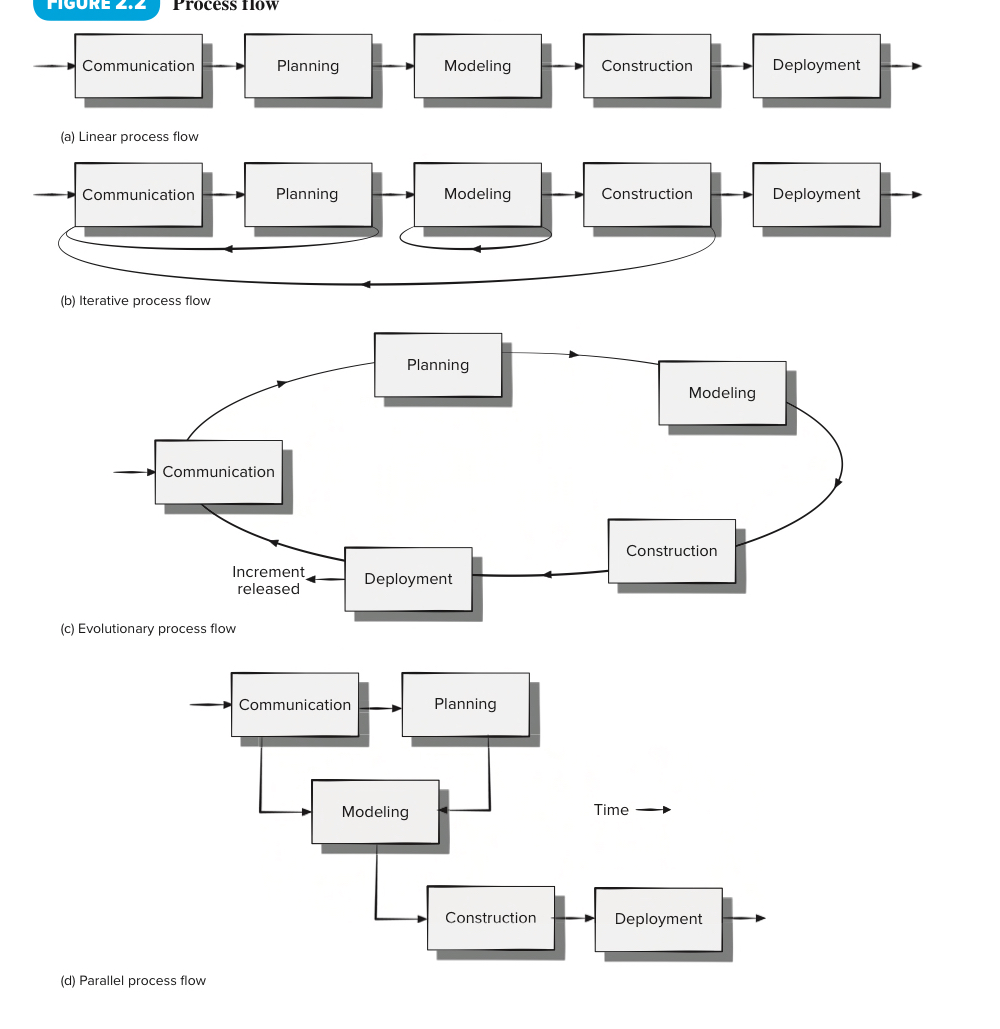 FIGURE 2.2 Process flow
Communication Planning Modeling Construction Deployment
(a) Linear process flow
Communication Planning Modeling Construction Deployment
(b) Iterative process flow
Planning
Modeling
Communication
Construction
Increment
released
Deployment
(c) Evolutionary process flow
Communication Planning
Modeling
Time
Construction Deployment
(d) Parallel process flow